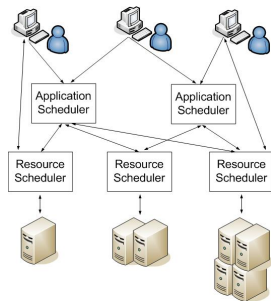 Application
Scheduler
Application
Scheduler
Resource
Scheduler
Resource
Scheduler
Resource
Scheduler